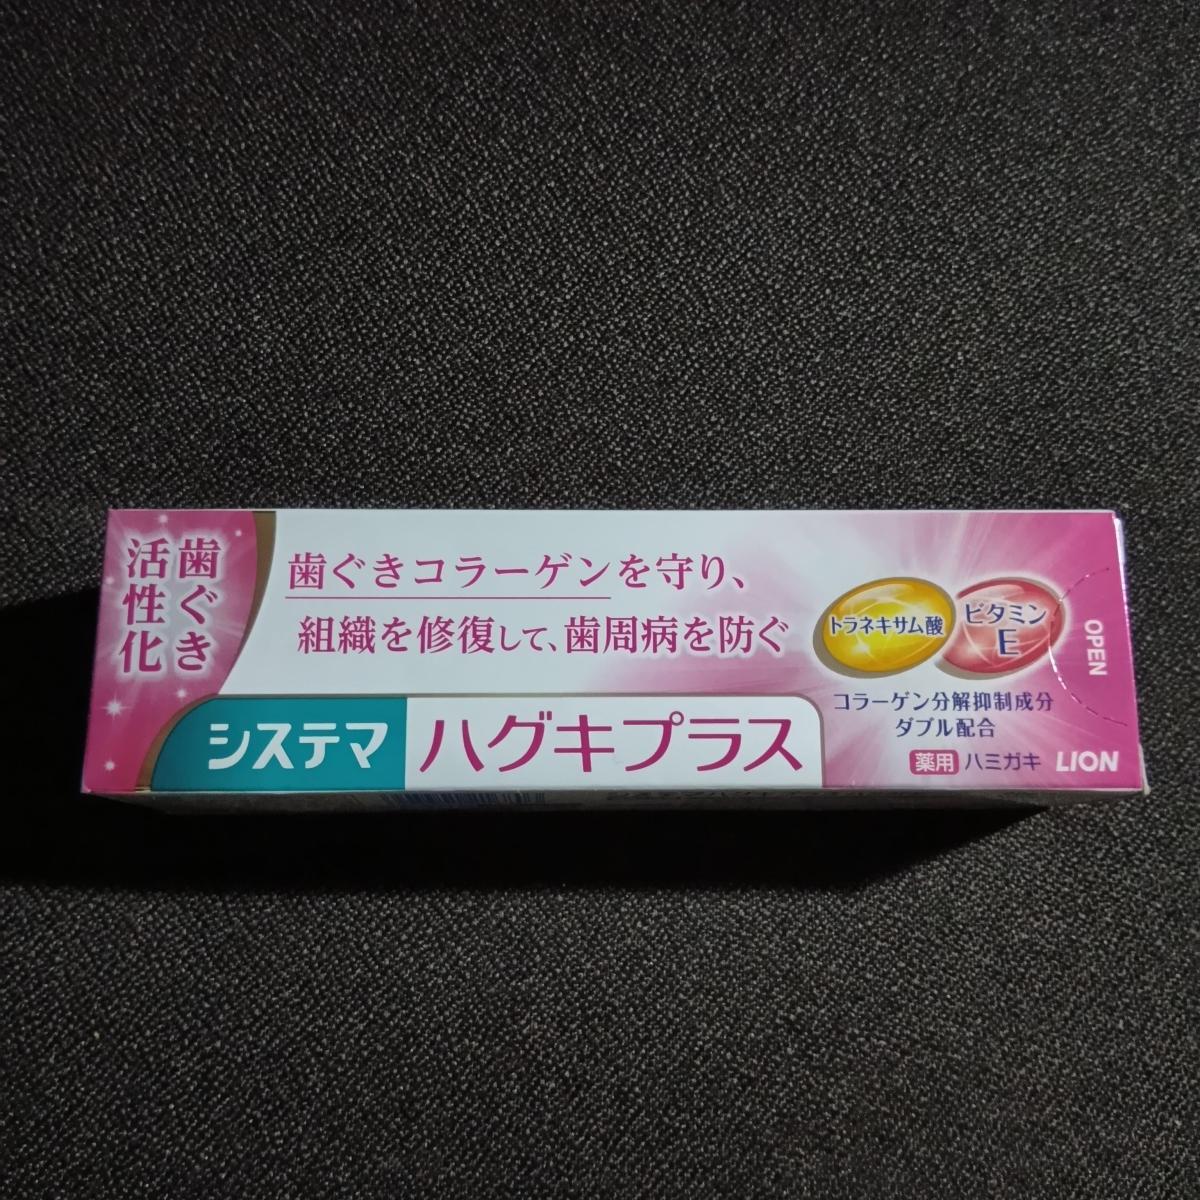 歯ぐき
活性化
歯ぐきコラーゲンを守り、
組織を修復して、歯周病を防ぐ
トラネキサム酸
ビタミン
E
コラーゲン分解抑制成分
ダブル配合
システマ ハグキプラス
薬用 ハミガキ LION
OPEN